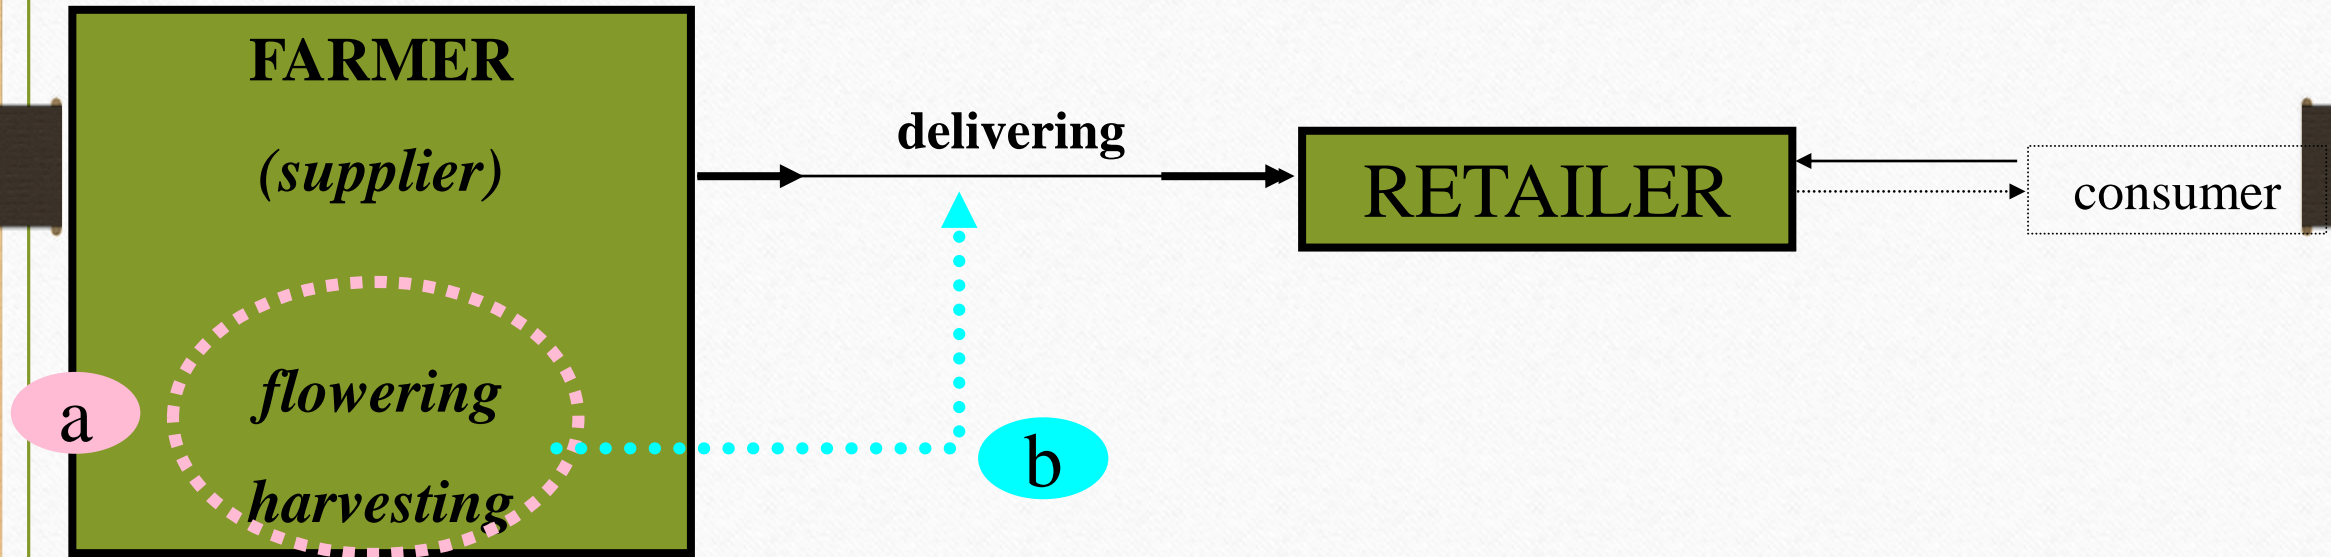 FARMER
(supplier)
flowering
harvesting
a
delivering
b
RETAILER
consumer